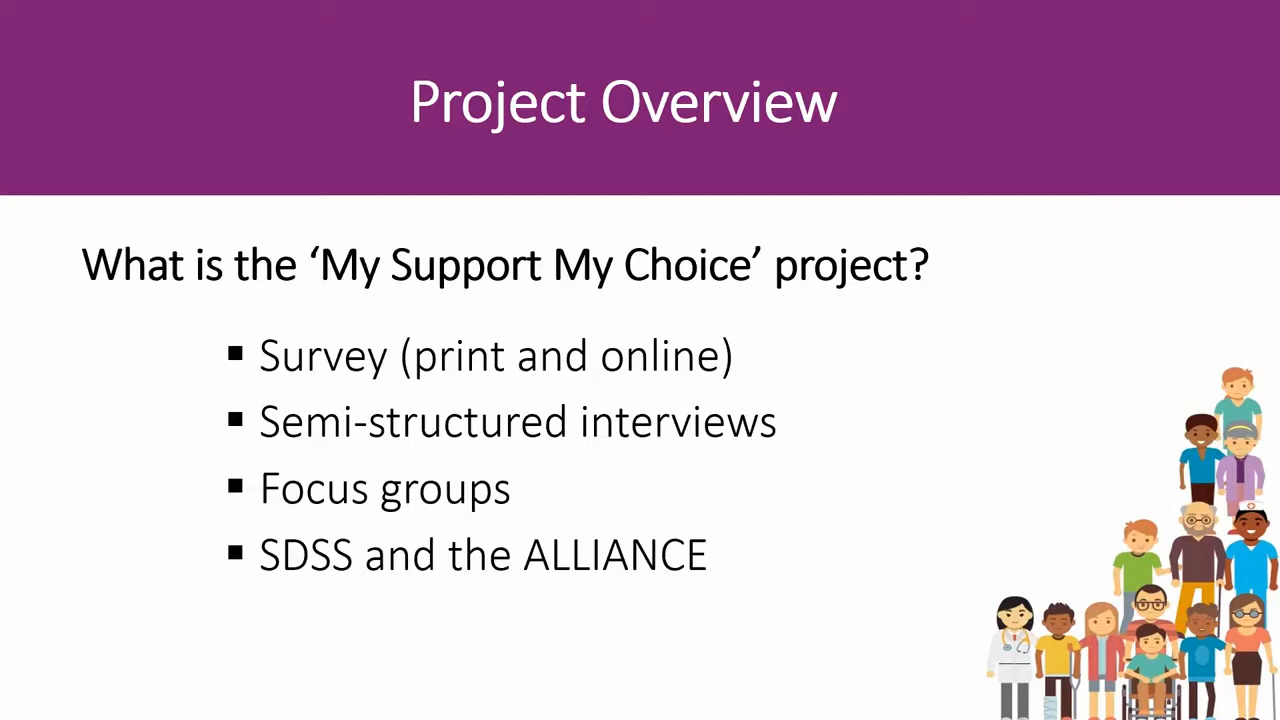 Project Overview
What is the ‘My Support My Choice’ project?
▪ Survey (print and online)
▪ Semi-structured interviews
▪ Focus groups
▪ SDSS and the ALLIANCE